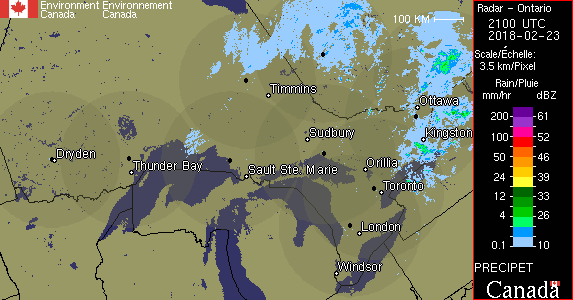 Environment Environnement
Canada Canada
100 KM
Timmins
Ottawa
Sudbury
Kingston
Dryden
Thunder Bay
Sault Ste. Marie
Orillia
Toronto
London
Windsor
Radar - Ontario
2100 UTC
2018-02-23
Scale/Échelle:
3.5 km/Pixel
Rain/Pluie
mm/hr dBZ
200 61
100 52
50 46
24 39
12 33
4 26
0.1 10
PRECIPET
Canada